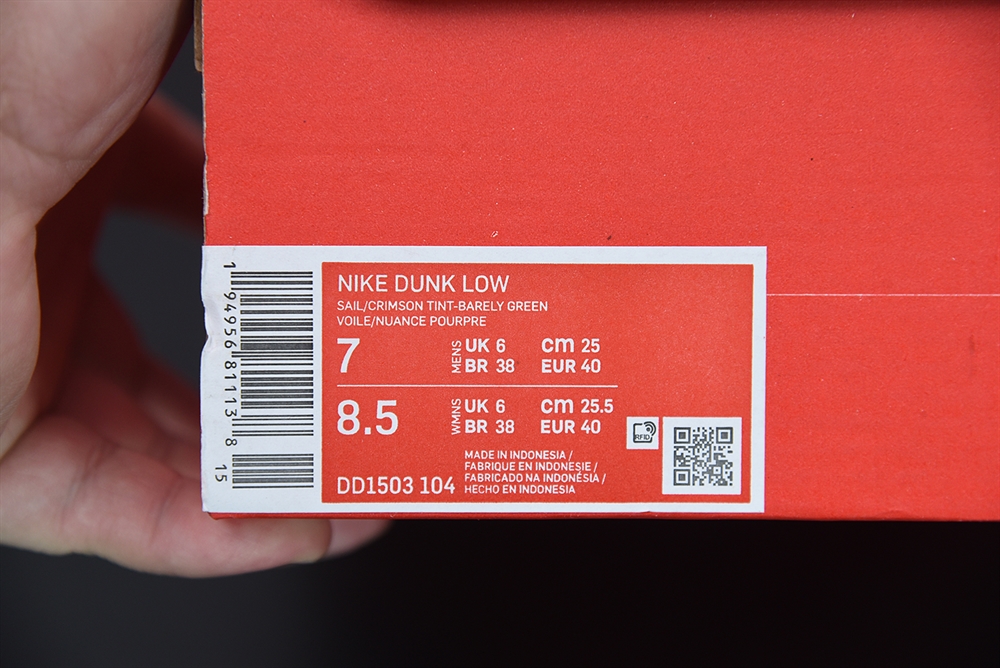 NIKE DUNK LOW
SAIL/CRIMSON TINT-BARELY GREEN
VOILE/NUANCE POURPRE
7 MENS UK 6 cm 25
BR 38 EUR 40
8.5 WMNS UK 6 cm 25.5
BR 38 EUR 40
MADE IN INDONESIA /
FABRIQUE EN INDONESIE /
FABRICADO NA INDONÉSIA /
HECHO EN INDONESIA
DD1503 104
RFID
1 94956 81113 8
15